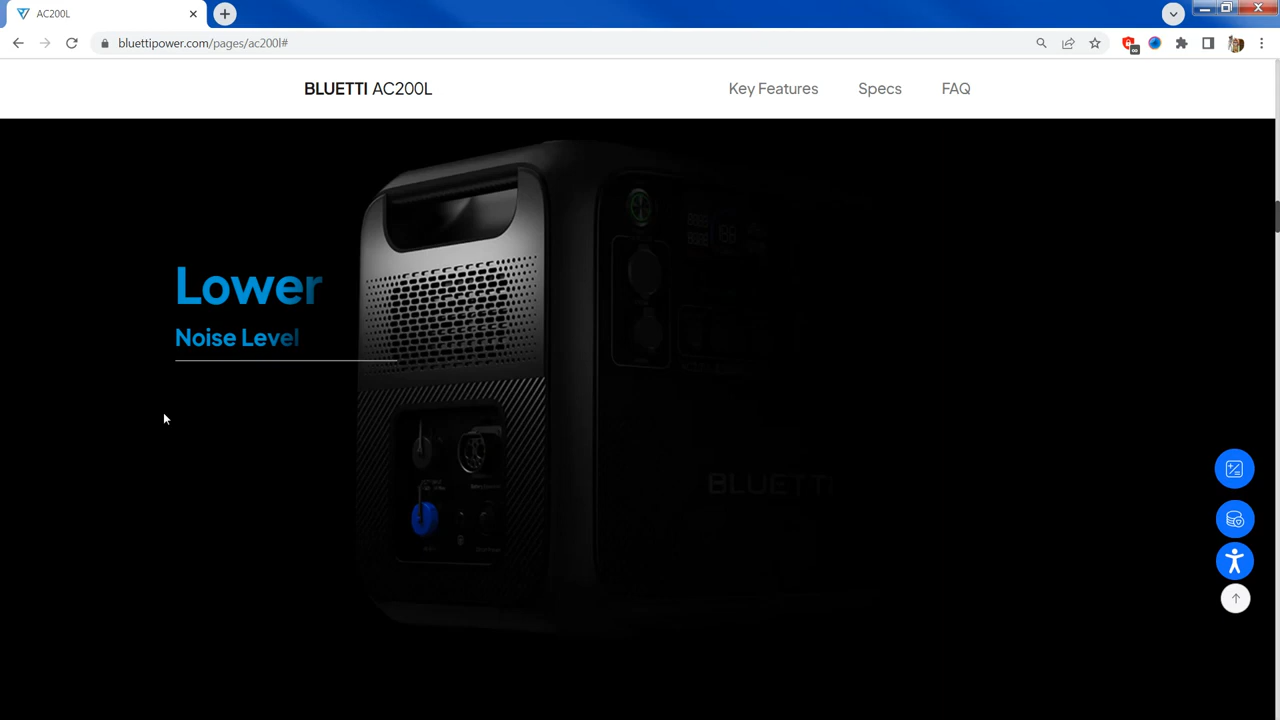 AC200L
bluettipower.com/pages/ac200l#
BLUETTI AC200L
Key Features
Specs
FAQ
Lower
Noise Level
BLUETTI